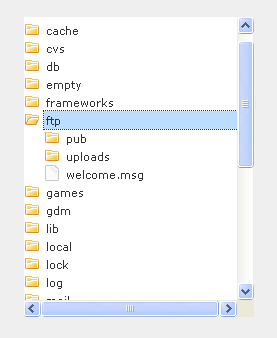 cache
cvs
db
empty
frameworks
ftp
pub
uploads
welcome.msg
games
gdm
lib
local
lock
log